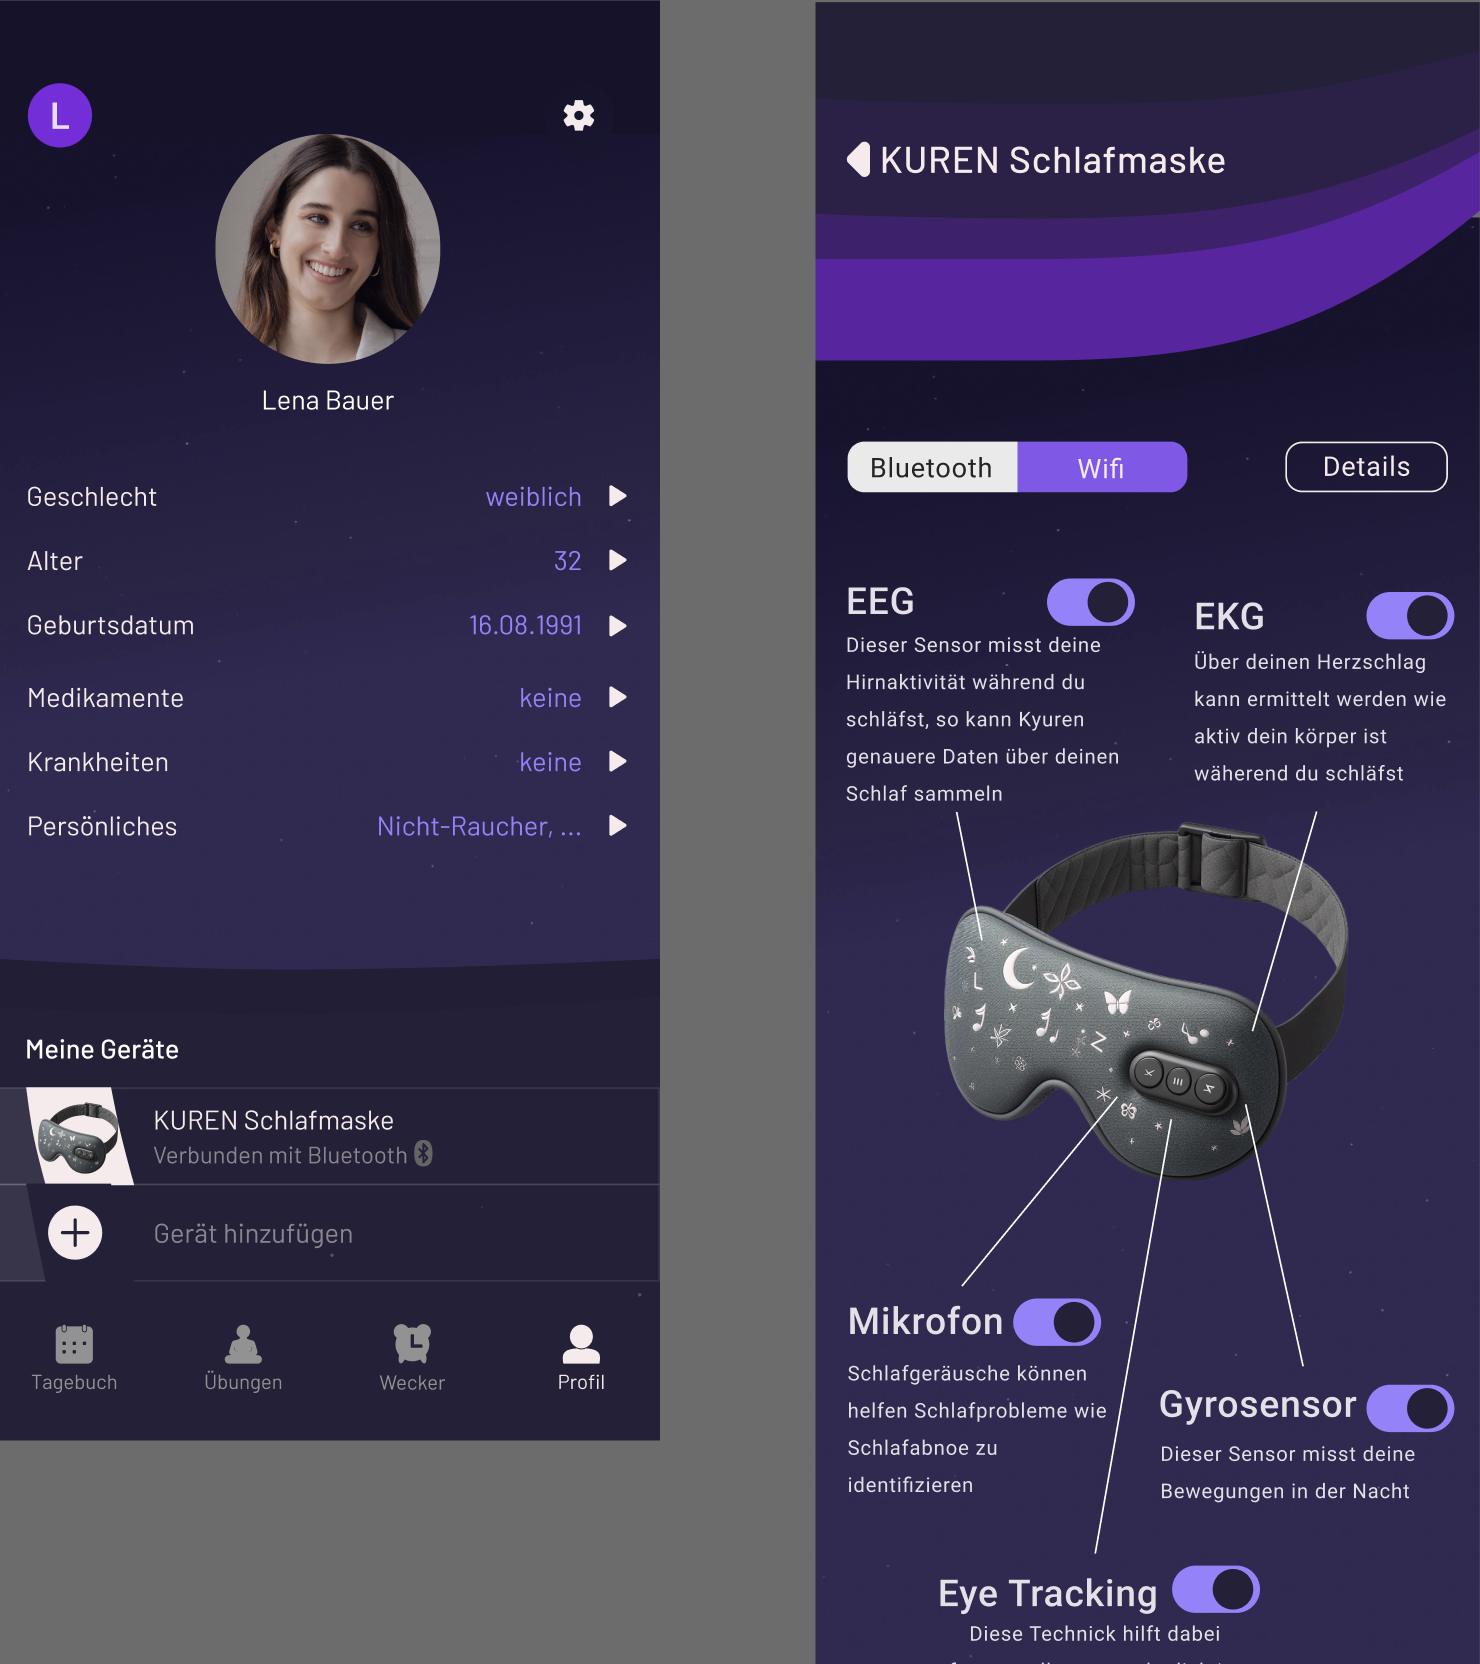 L
Lena Bauer
Geschlecht weiblich
Alter 32
Geburtsdatum 16.08.1991
Medikamente keine
Krankheiten keine
Persönliches Nicht-Raucher, ...
Meine Geräte
KUREN Schlafmaske
Verbunden mit Bluetooth
Gerät hinzufügen
Tagebuch Übungen Wecker Profil
KUREN Schlafmaske
Bluetooth Wifi Details
EEG
Dieser Sensor misst deine
Hirnaktivität während du
schläfst, so kann Kyuren
genauere Daten über deinen
Schlaf sammeln
EKG
Über deinen Herzschlag
kann ermittelt werden wie
aktiv dein körper ist
wäherend du schläfst
Mikrofon
Schlafgeräusche können
helfen Schlafprobleme wie
Schlafabnoe zu
identifizieren
Gyrosensor
Dieser Sensor misst deine
Bewegungen in der Nacht
Eye Tracking
Diese Technick hilft dabei